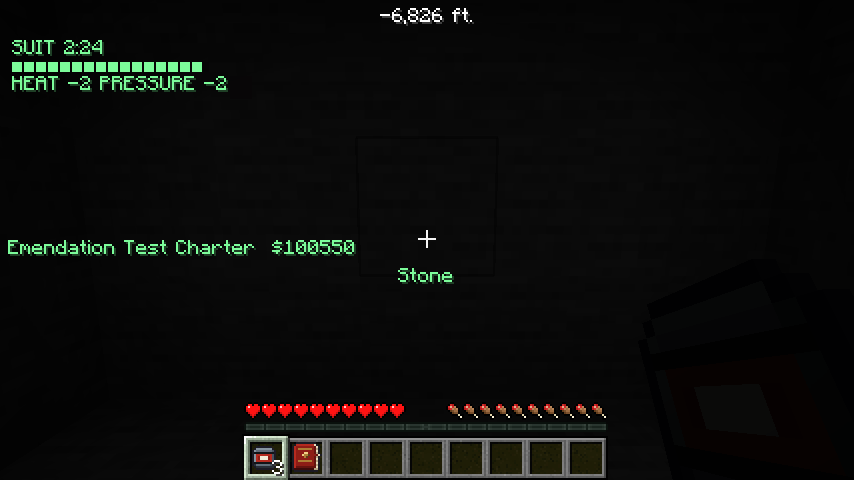 -6,826 ft.
SUIT 2:24
HEAT -2 PRESSURE -2
Emendation Test Charter $100550
Stone
3